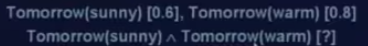 Tomorrow(sunny) [0.6], Tomorrow(warm) [0.8]
Tomorrow(sunny) ∧ Tomorrow(warm) [?]